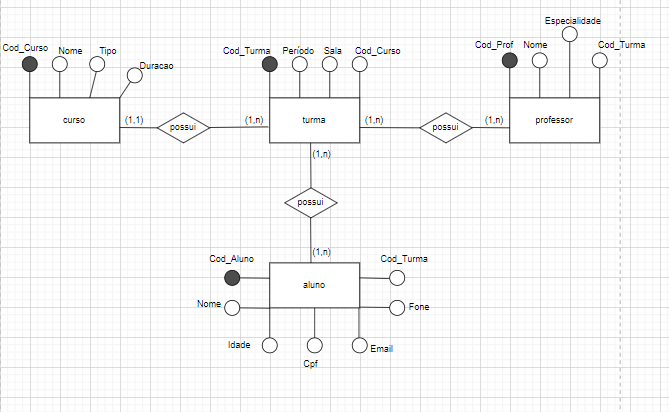 Especialidade
Cod_Curso
Nome
Tipo
Cod_Turma
Período
Sala
Cod_Curso
Cod_Prof
Nome
Cod_Turma
Duracao
curso
(1,1)
possui
(1,n)
turma
(1,n)
possui
(1,n)
professor
(1,n)
possui
(1,n)
Cod_Aluno
Cod_Turma
aluno
Nome
Fone
Idade
Email
Cpf